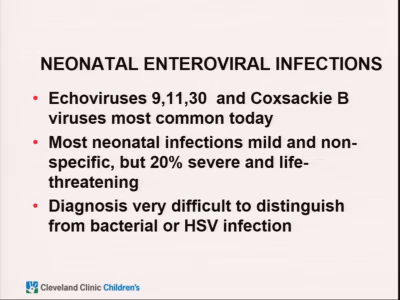 NEONATAL ENTEROVIRAL INFECTIONS
• Echoviruses 9,11,30 and Coxsackie B
viruses most common today
• Most neonatal infections mild and non-
specific, but 20% severe and life-
threatening
• Diagnosis very difficult to distinguish
from bacterial or HSV infection
Cleveland Clinic Children's